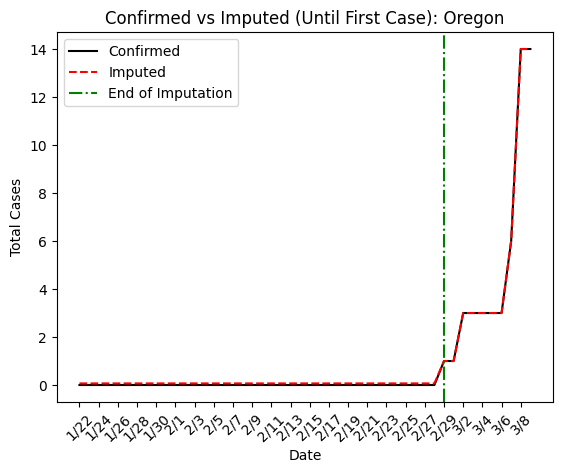 Confirmed vs Imputed (Until First Case): Oregon
Confirmed
Imputed
End of Imputation
Total Cases
14
12
10
8
6
4
2
0
1/22 1/24 1/26 1/28 1/30 2/1 2/3 2/5 2/7 2/9 2/11 2/13 2/15 2/17 2/19 2/21 2/23 2/25 2/27 2/29 3/2 3/4 3/6 3/8
Date